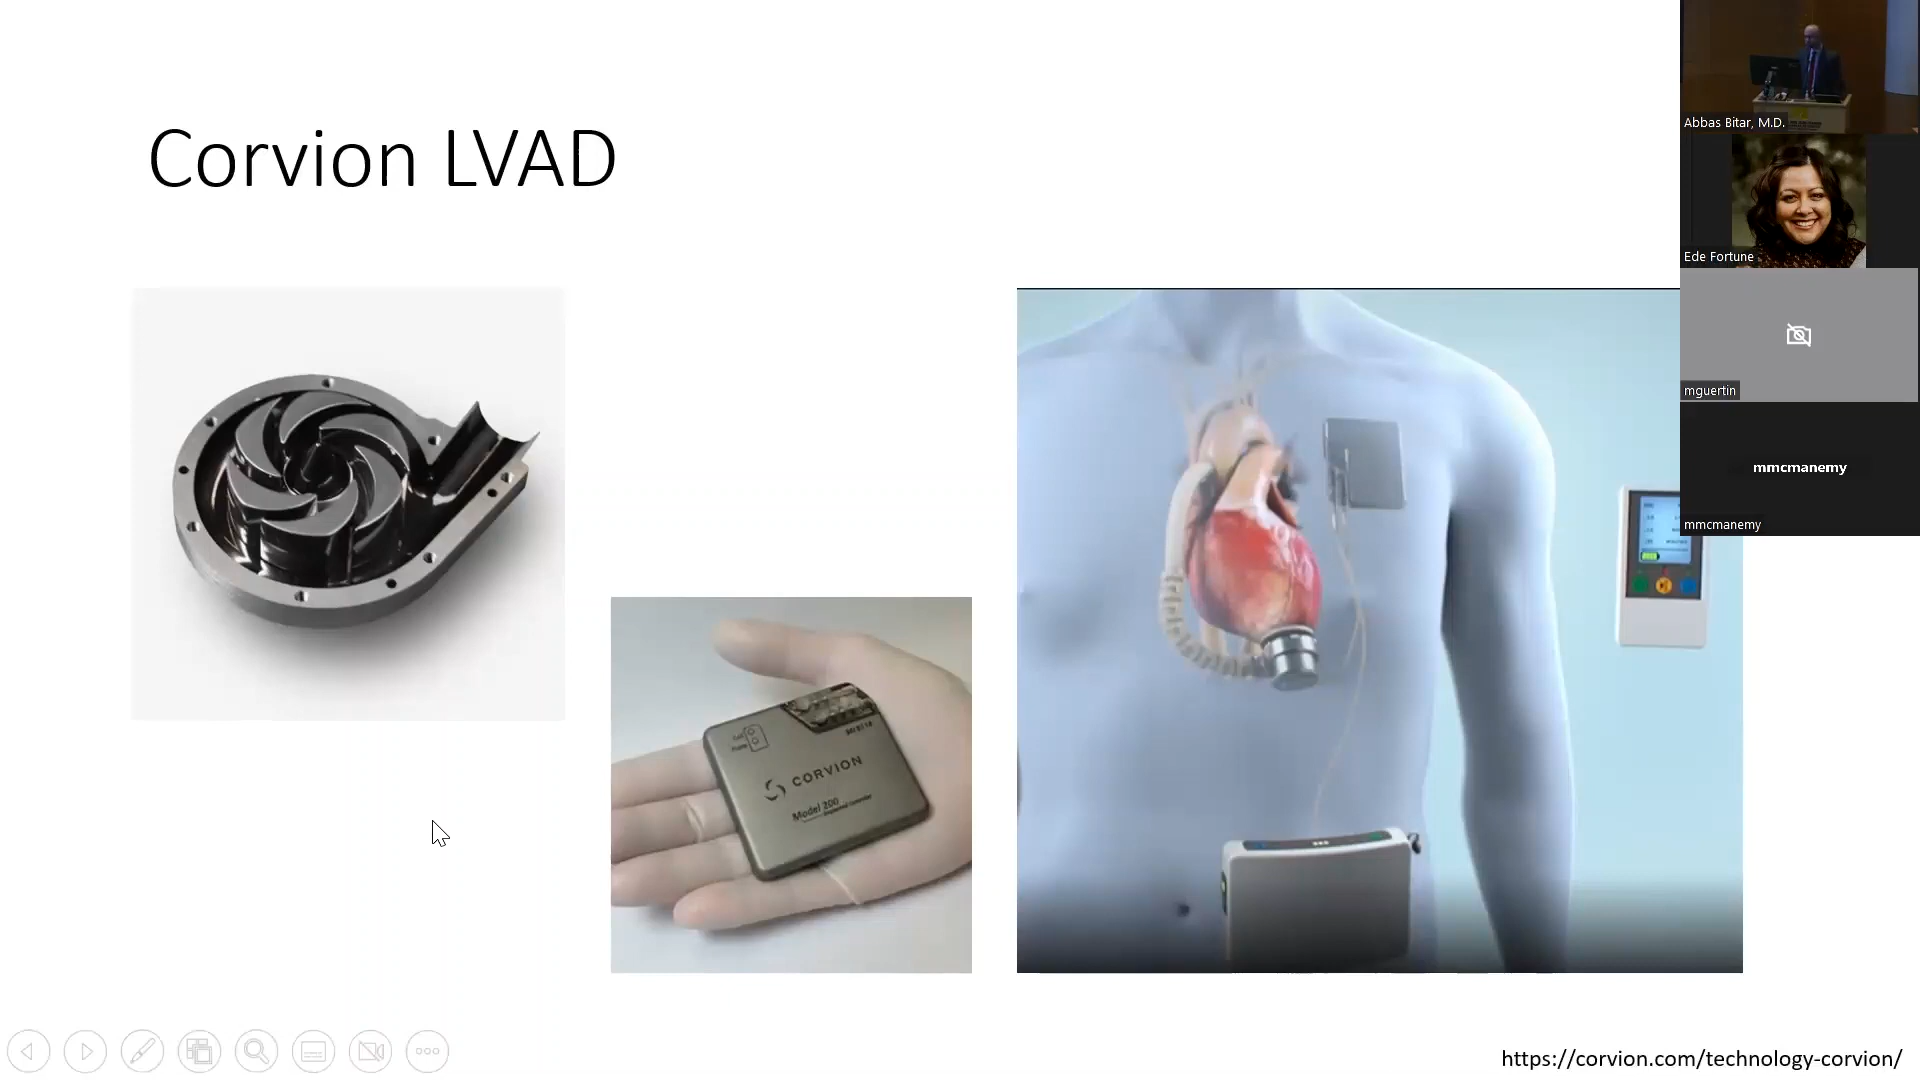 Corvion LVAD
CORVION
Model 200
Abbas Bitar, M.D.
Ede Fortune
mguertin
mmcmanemy
mmcmanemy
https://corvion.com/technology-corvion/